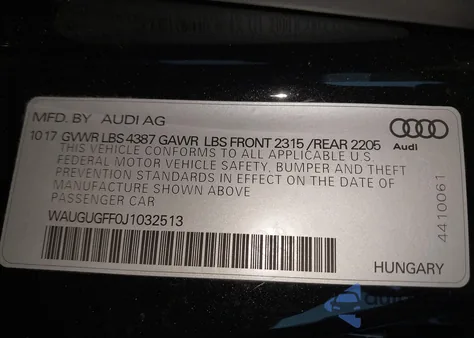 MFD. BY AUDI AG
Audi
1017 GVWR LBS 4387 GAWR LBS FRONT 2315 /REAR 2205
THIS VEHICLE CONFORMS TO ALL APPLICABLE U.S.
FEDERAL MOTOR VEHICLE SAFETY, BUMPER AND THEFT
PREVENTION STANDARDS IN EFFECT ON THE DATE OF
MANUFACTURE SHOWN ABOVE
PASSENGER CAR
WAUGUGFF0J1032513
4410061
HUNGARY